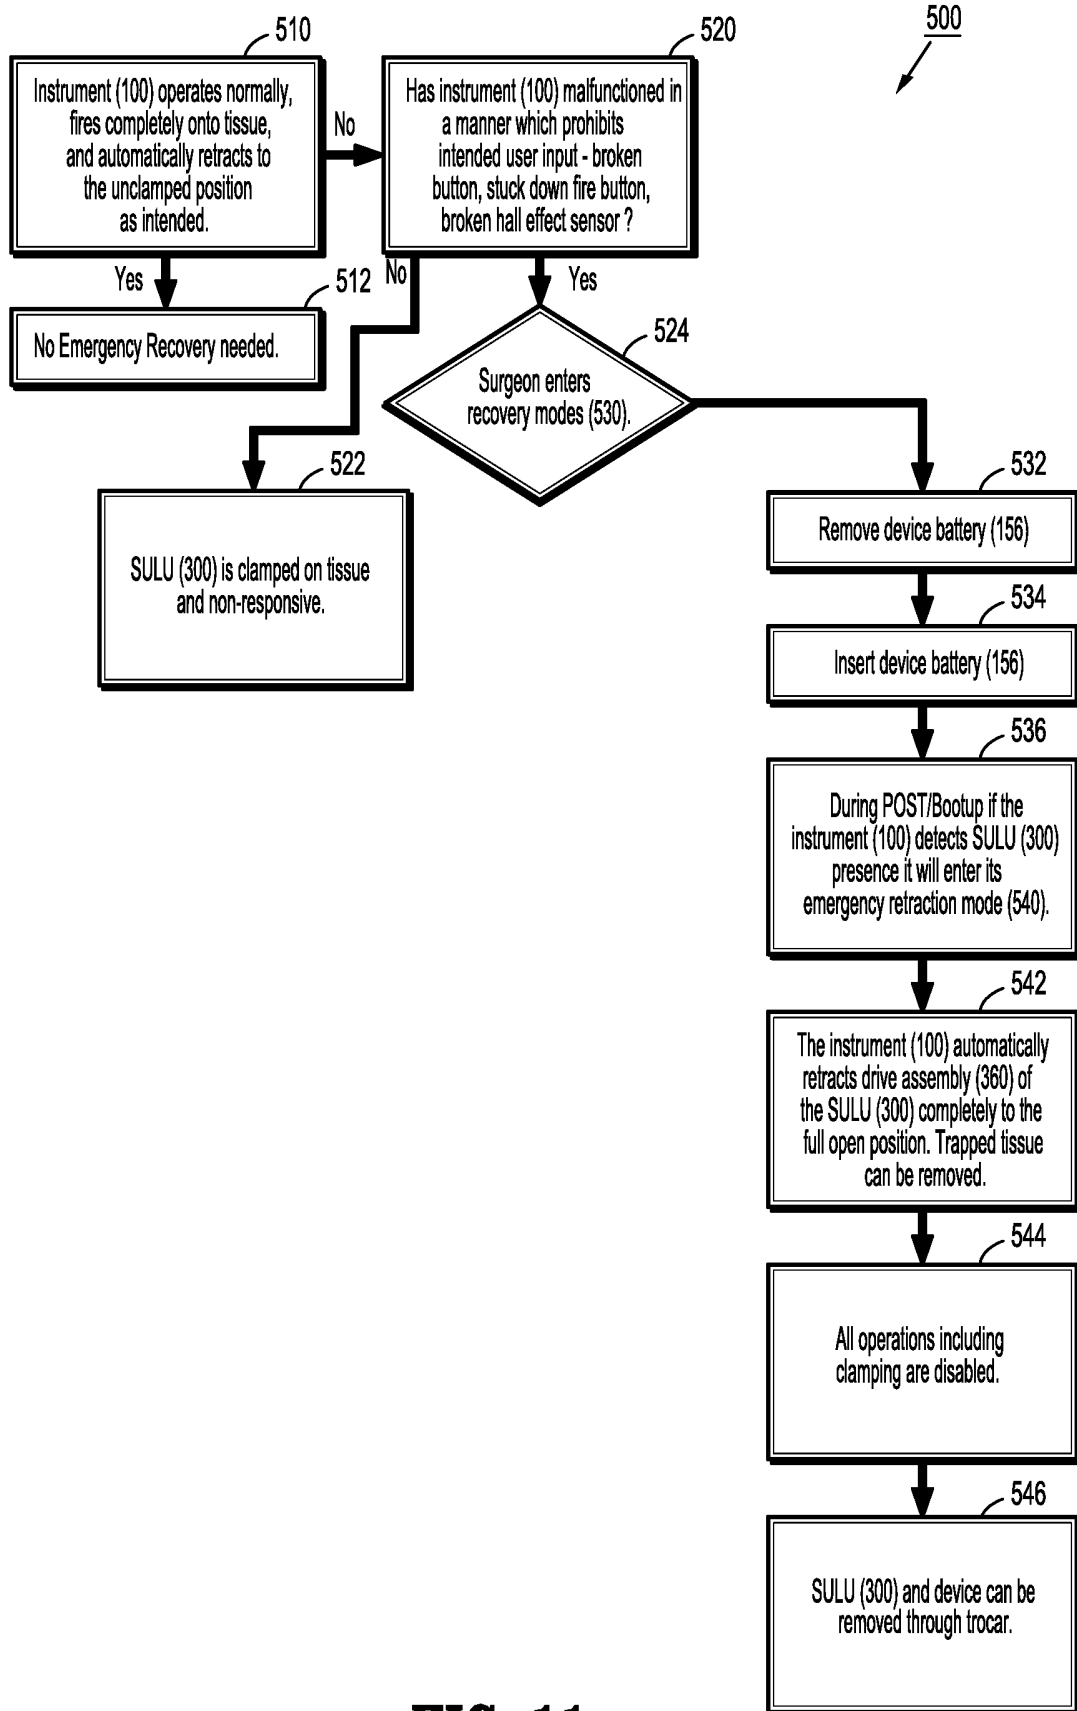 500
510
Instrument (100) operates normally,
fires completely onto tissue,
and automatically retracts to
the unclamped position
as intended.
No
520
Has instrument (100) malfunctioned in
a manner which prohibits
intended user input - broken
button, stuck down fire button,
broken hall effect sensor ?
Yes
512
No Emergency Recovery needed.
No
Yes
524
Surgeon enters
recovery modes (530).
522
SULU (300) is clamped on tissue
and non-responsive.
532
Remove device battery (156)
534
Insert device battery (156)
536
During POST/Bootup if the
instrument (100) detects SULU (300)
presence it will enter its
emergency retraction mode (540).
542
The instrument (100) automatically
retracts drive assembly (360) of
the SULU (300) completely to the
full open position. Trapped tissue
can be removed.
544
All operations including
clamping are disabled.
546
SULU (300) and device can be
removed through trocar.